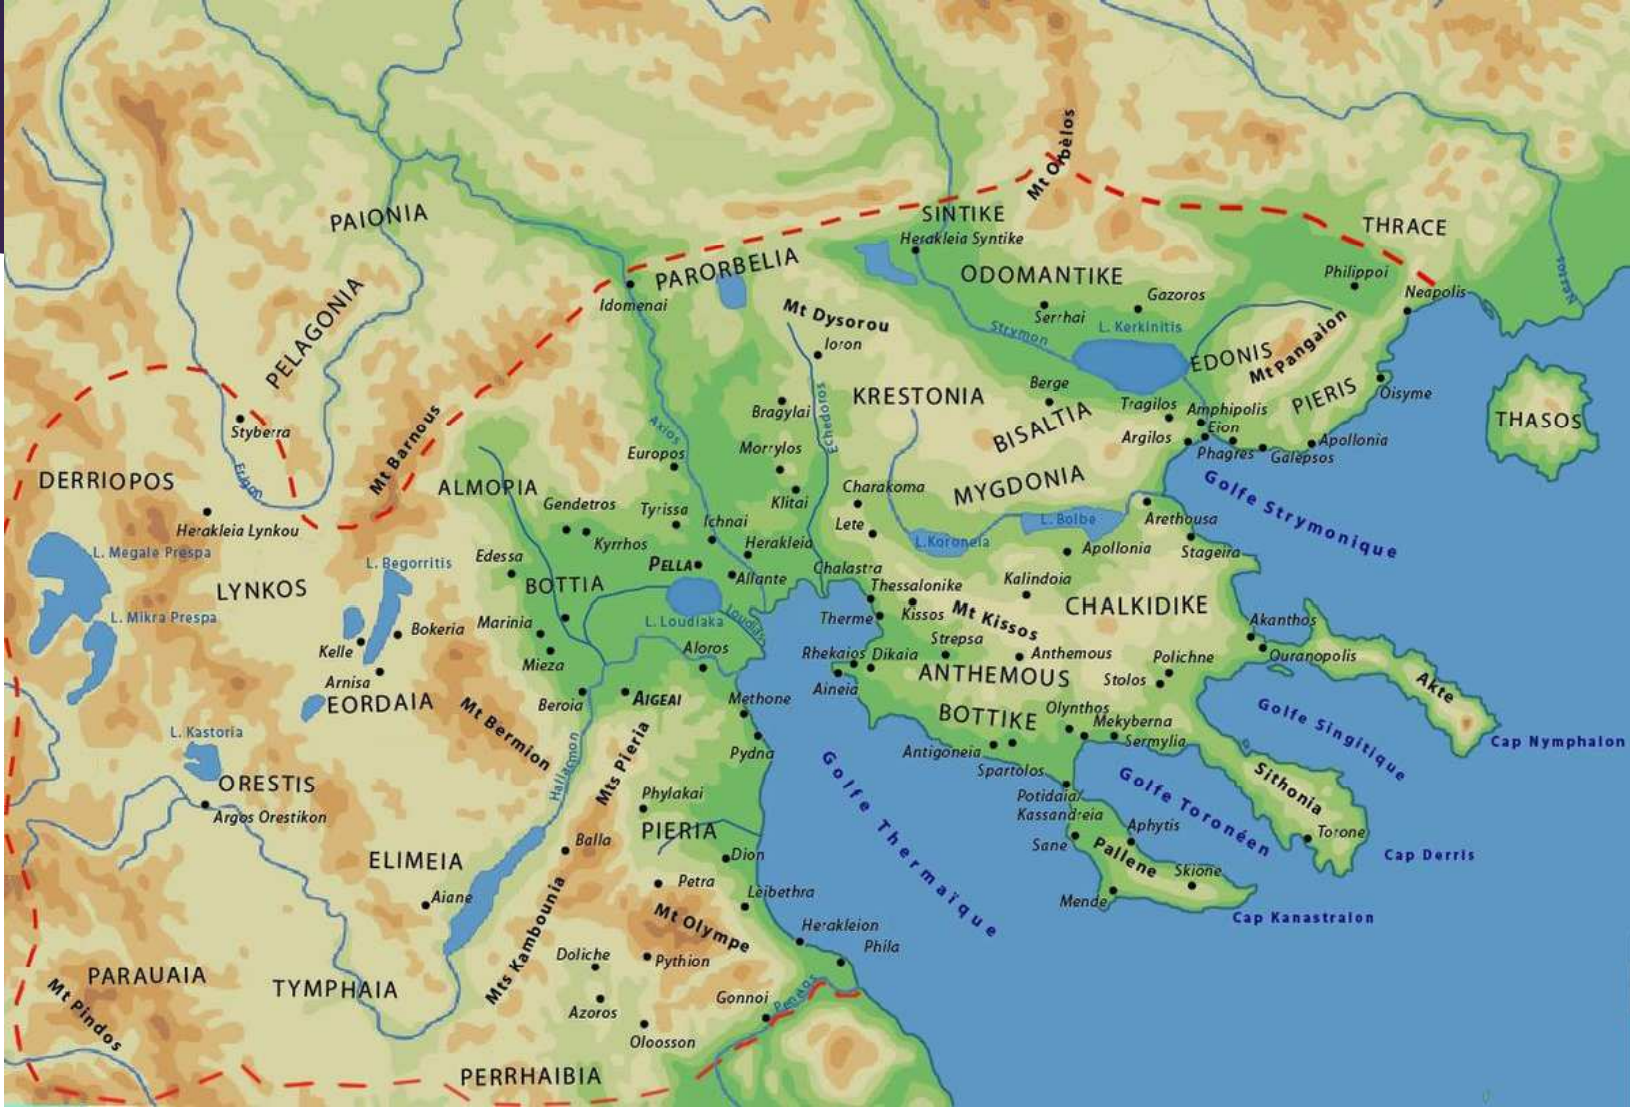 Mt Orbèlos
PAIONIA
SINTIKE
Herakleia Syntike
THRACE
PARORBELIA
ODOMANTIKE
Philippoi
Neapolis
Nestos
Idomenai
Gazoros
Serrhai
L. Kerkinitis
Strymon
Mt Dysorou
Ioron
PELAGONIA
EDONIS
Mt Pangaion
PIERIS
Oisyme
THASOS
KRESTONIA
Berge
BISALTIA
Tragilos
Amphipolis
Eion
Argilos
Phagres
Galepsos
Apollonia
Bragylai
Echedoros
Axios
Styberra
Mt Barnous
Europos
Morrylos
Klitai
Erigon
DERRIOPOS
ALMOPIA
MYGDONIA
Golfe Strymonique
Charakoma
Lete
Gendetros
Kyrrhos
Tyrissa
Ichnai
Herakleia
Herakleia Lynkou
L. Bolbe
L.Koroneia
Arethousa
Stageira
Apollonia
L. Megale Prespa
L. Begorritis
Edessa
PELLA
Allante
Chalastra
Thessalonike
Kalindoia
LYNKOS
BOTTIA
CHALKIDIKE
L. Mikra Prespa
Bokeria
Kelle
Marinia
Mieza
L. Loudiaka
Loudias
Therme
Kissos
Mt Kissos
Akanthos
Ouranopolis
Aloros
Strepsa
Rhekaios
Dikaia
Anthemous
Polichne
Stolos
Aineia
ANTHEMOUS
Akte
Arnisa
EORDAIA
Beroia
AIGEAI
Methone
Pydna
BOTTIKE
Olynthos
Mekyberna
Sermylia
Golfe Singitique
Cap Nymphaion
Mt Bermion
Haliacmon
Mts Pieria
Antigoneia
Spartolos
L. Kastoria
ORESTIS
Argos Orestikon
Golfe Thermaïque
Golfe Toronéen
Sithonia
Torone
Cap Derris
Potidaia/
Kassandreia
Phylakai
PIERIA
Balla
Dion
Sane
Aphytis
Pallene
Skione
Mende
Cap Kanastraion
ELIMEIA
Aiane
Petra
Leibethra
Mts Kambounia
Mt Olympe
Herakleion
Phila
Doliche
Pythion
PARAUAIA
TYMPHAIA
Azoros
Gonnoi
Peneos
Mt Pindos
Oloosson
PERRHAIBIA